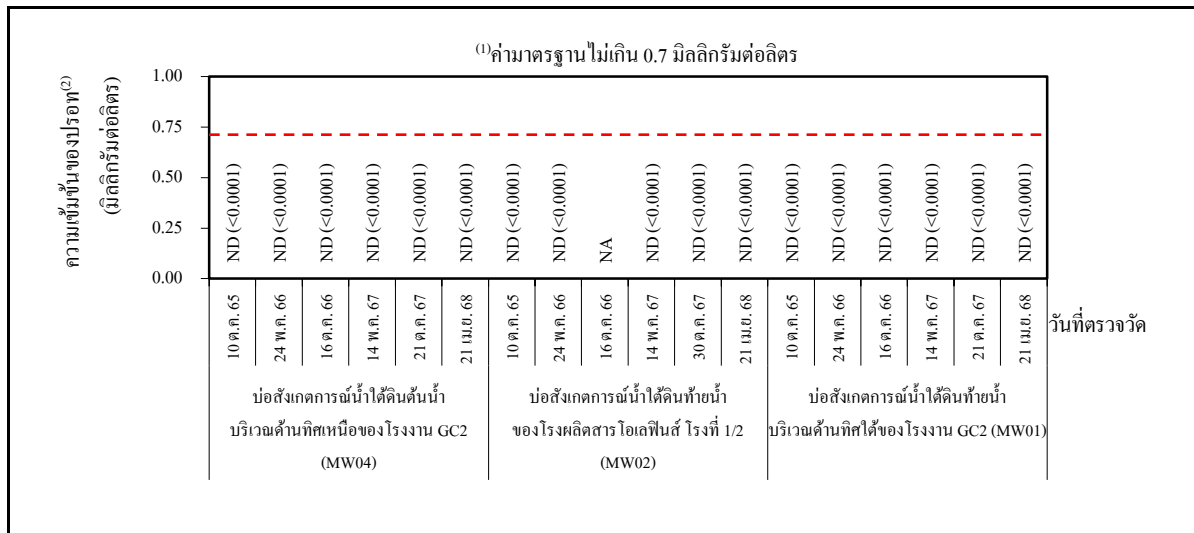 (1)ค่ามาตรฐานไม่เกิน 0.7 มิลลิกรัมต่อลิตร
ความเข้มข้นของปรอท(2)
(มิลลิกรัมต่อลิตร)
1.00
0.75
0.50
0.25
0.00
ND (<0.0001)
ND (<0.0001)
ND (<0.0001)
ND (<0.0001)
ND (<0.0001)
ND (<0.0001)
ND (<0.0001)
ND (<0.0001)
NA
ND (<0.0001)
ND (<0.0001)
ND (<0.0001)
ND (<0.0001)
ND (<0.0001)
ND (<0.0001)
ND (<0.0001)
ND (<0.0001)
ND (<0.0001)
10 ต.ค. 65
24 พ.ค. 66
16 ต.ค. 66
14 พ.ค. 67
21 ต.ค. 67
21 เม.ย. 68
10 ต.ค. 65
24 พ.ค. 66
16 ต.ค. 66
14 พ.ค. 67
30 ต.ค. 67
21 เม.ย. 68
10 ต.ค. 65
24 พ.ค. 66
16 ต.ค. 66
14 พ.ค. 67
21 ต.ค. 67
21 เม.ย. 68
วันที่ตรวจวัด
บ่อสังเกตการณ์น้ำใต้ดินต้นน้ำ
บริเวณด้านทิศเหนือของโรงงาน GC2
(MW04)
บ่อสังเกตการณ์น้ำใต้ดินท้ายน้ำ
ของโรงผลิตสารโอเลฟินส์ โรงที่ 1/2
(MW02)
บ่อสังเกตการณ์น้ำใต้ดินท้ายน้ำ
บริเวณด้านทิศใต้ของโรงงาน GC2 (MW01)